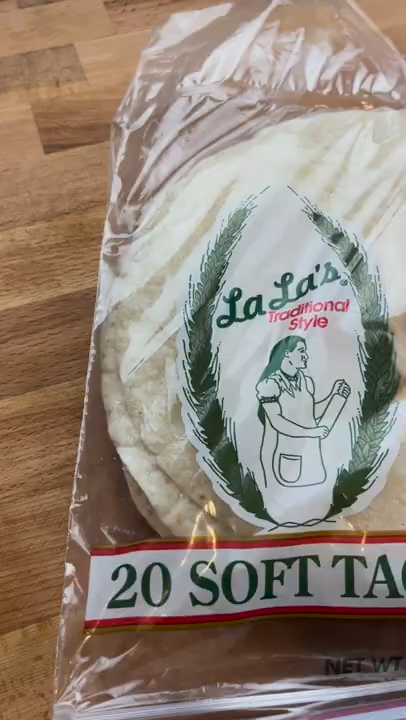 La La's®
Traditional
Style
20 SOFT TAC
NET WT